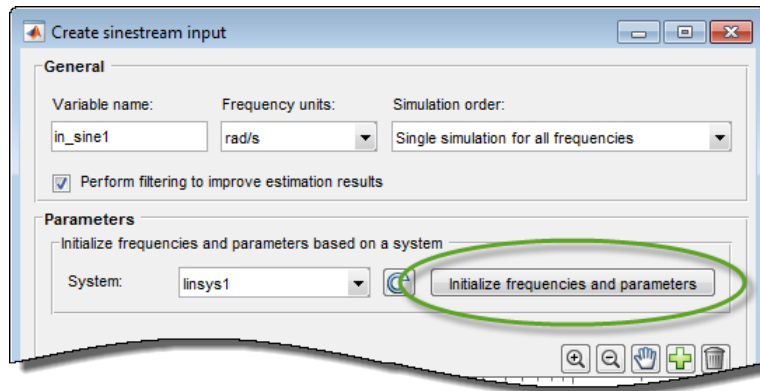 Create sinestream input
General
Variable name: Frequency units: Simulation order:
in_sine1 rad/s Single simulation for all frequencies
Perform filtering to improve estimation results
Parameters
Initialize frequencies and parameters based on a system
System: linsys1 Initialize frequencies and parameters